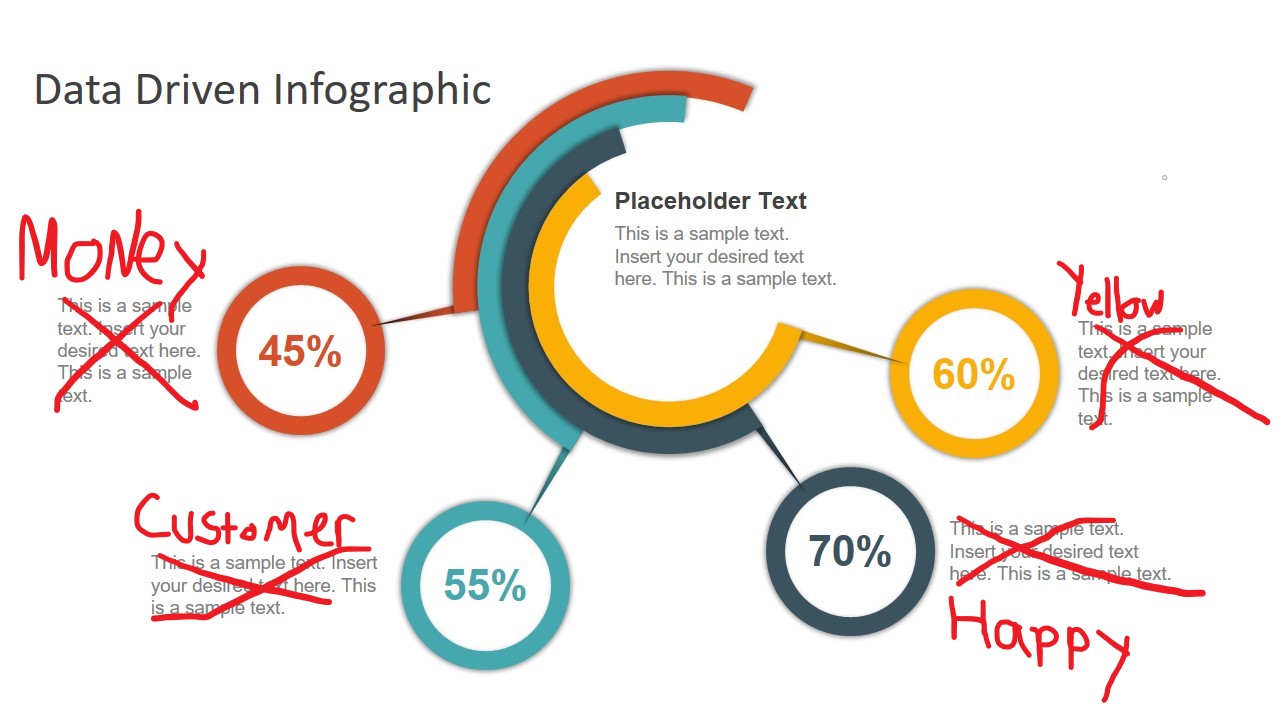 Data Driven Infographic
Placeholder Text
This is a sample text.
Insert your desired text
here. This is a sample text.
Money
This is a sample
text. Insert your
desired text here.
This is a sample
text.
45%
Yellow
This is a sample
text. Insert your
desired text here.
This is a sample
text.
60%
Customer
This is a sample text. Insert
your desired text here. This
is a sample text.
55%
70%
This is a sample text.
Insert your desired text
here. This is a sample text.
Happy